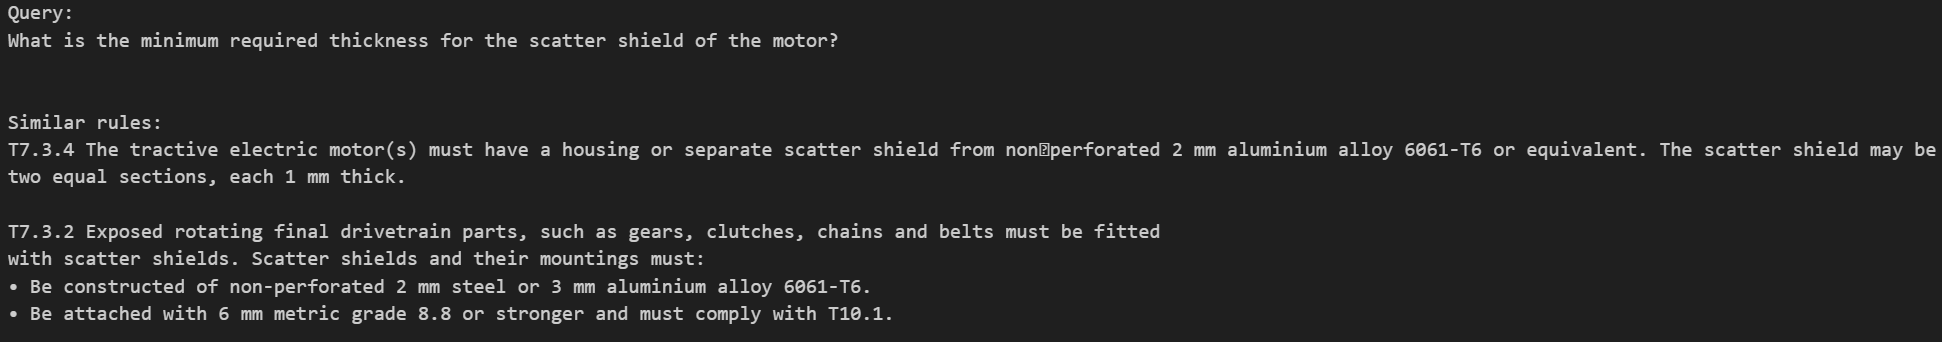 Query:
What is the minimum required thickness for the scatter shield of the motor?
Similar rules:
T7.3.4 The tractive electric motor(s) must have a housing or separate scatter shield from non�perforated 2 mm aluminium alloy 6061-T6 or equivalent. The scatter shield may be
two equal sections, each 1 mm thick.
T7.3.2 Exposed rotating final drivetrain parts, such as gears, clutches, chains and belts must be fitted
with scatter shields. Scatter shields and their mountings must:
• Be constructed of non-perforated 2 mm steel or 3 mm aluminium alloy 6061-T6.
• Be attached with 6 mm metric grade 8.8 or stronger and must comply with T10.1.